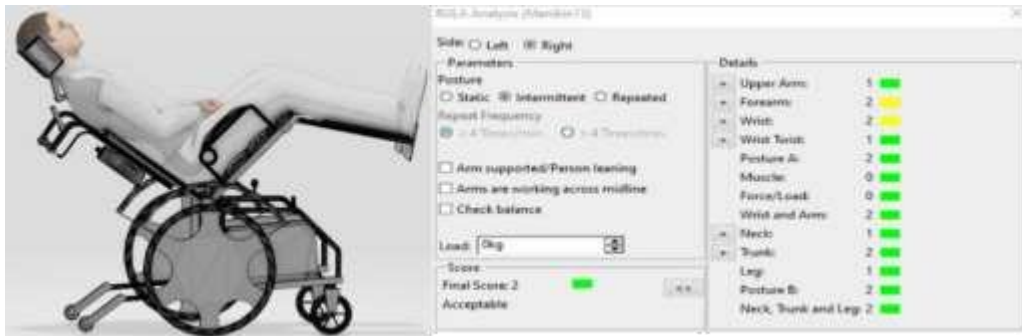 RULA Analysis (Manikin13)
Side: Left Right
Parameters
Posture
Static Intermittent Repeated
Repeat Frequency
Arm supported/Person leaning
Arms are working across midline
Check balance
Load: 0kg
Score
Final Score: 2
Acceptable
<<
Details
+ Upper Arm: 1
+ Forearm: 2
+ Wrist: 2
+ Wrist Twist: 1
Posture A: 2
Muscle: 0
Force/Load: 0
Wrist and Arm: 2
+ Neck: 1
+ Trunk: 2
Leg: 1
Posture B: 2
Neck, Trunk and Leg: 2